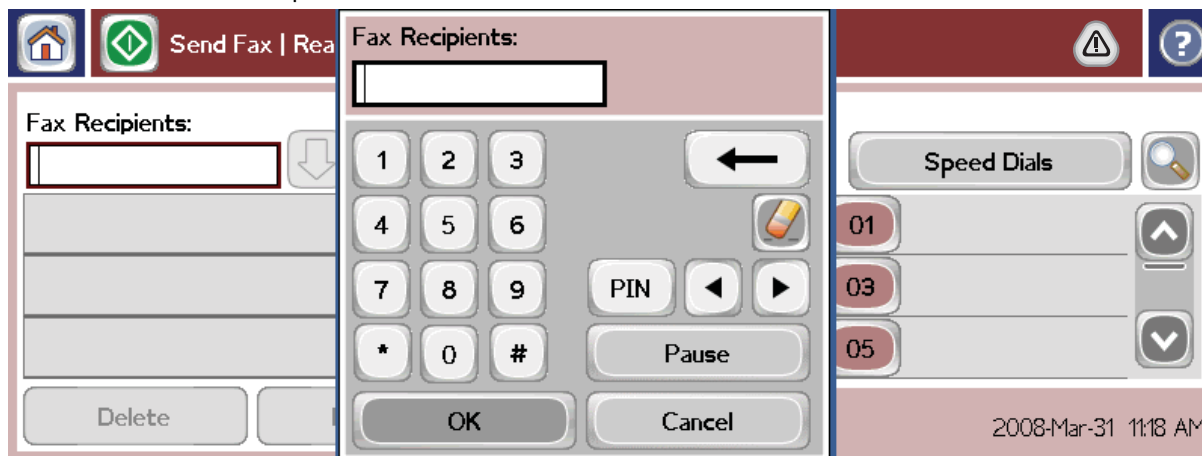 Send Fax | Rea
Fax Recipients:
?
Fax Recipients:
1 2 3
4 5 6
7 8 9
* 0 #
PIN
Pause
OK
Cancel
Speed Dials
01
03
05
Delete
2008-Mar-31 11:18 AM